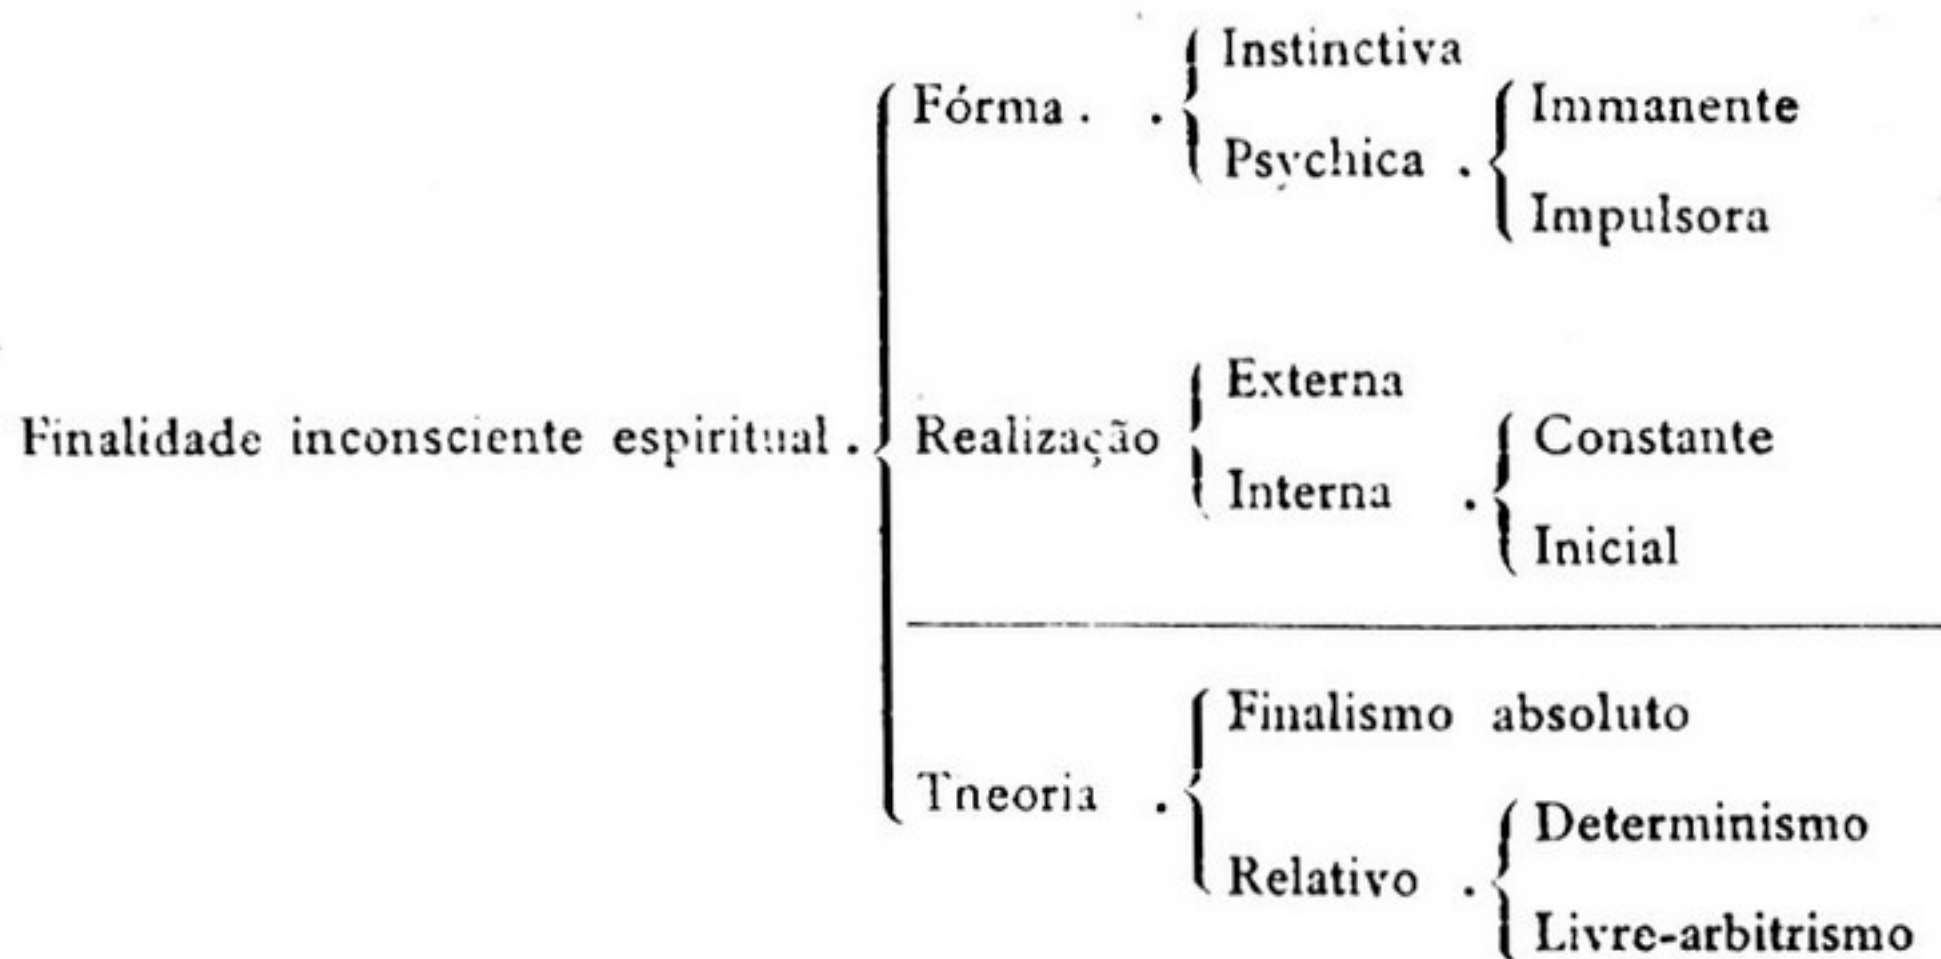 Instinctiva
Fórma . .
Immanente
Psychica .
Impulsora
Externa
Finalidade inconsciente espiritual .
Realização
Constante
Interna .
Inicial
Finalismo absoluto
Tneoria .
Determinismo
Relativo .
Livre-arbitrismo